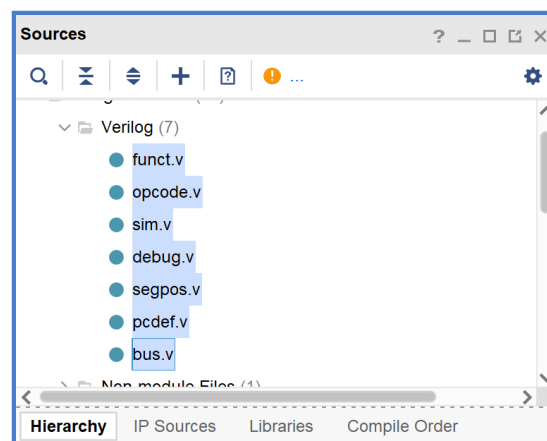 Sources
Verilog (7)
funct.v
opcode.v
sim.v
debug.v
segpos.v
pcdef.v
bus.v
Non-module Files (1)
Hierarchy IP Sources Libraries Compile Order